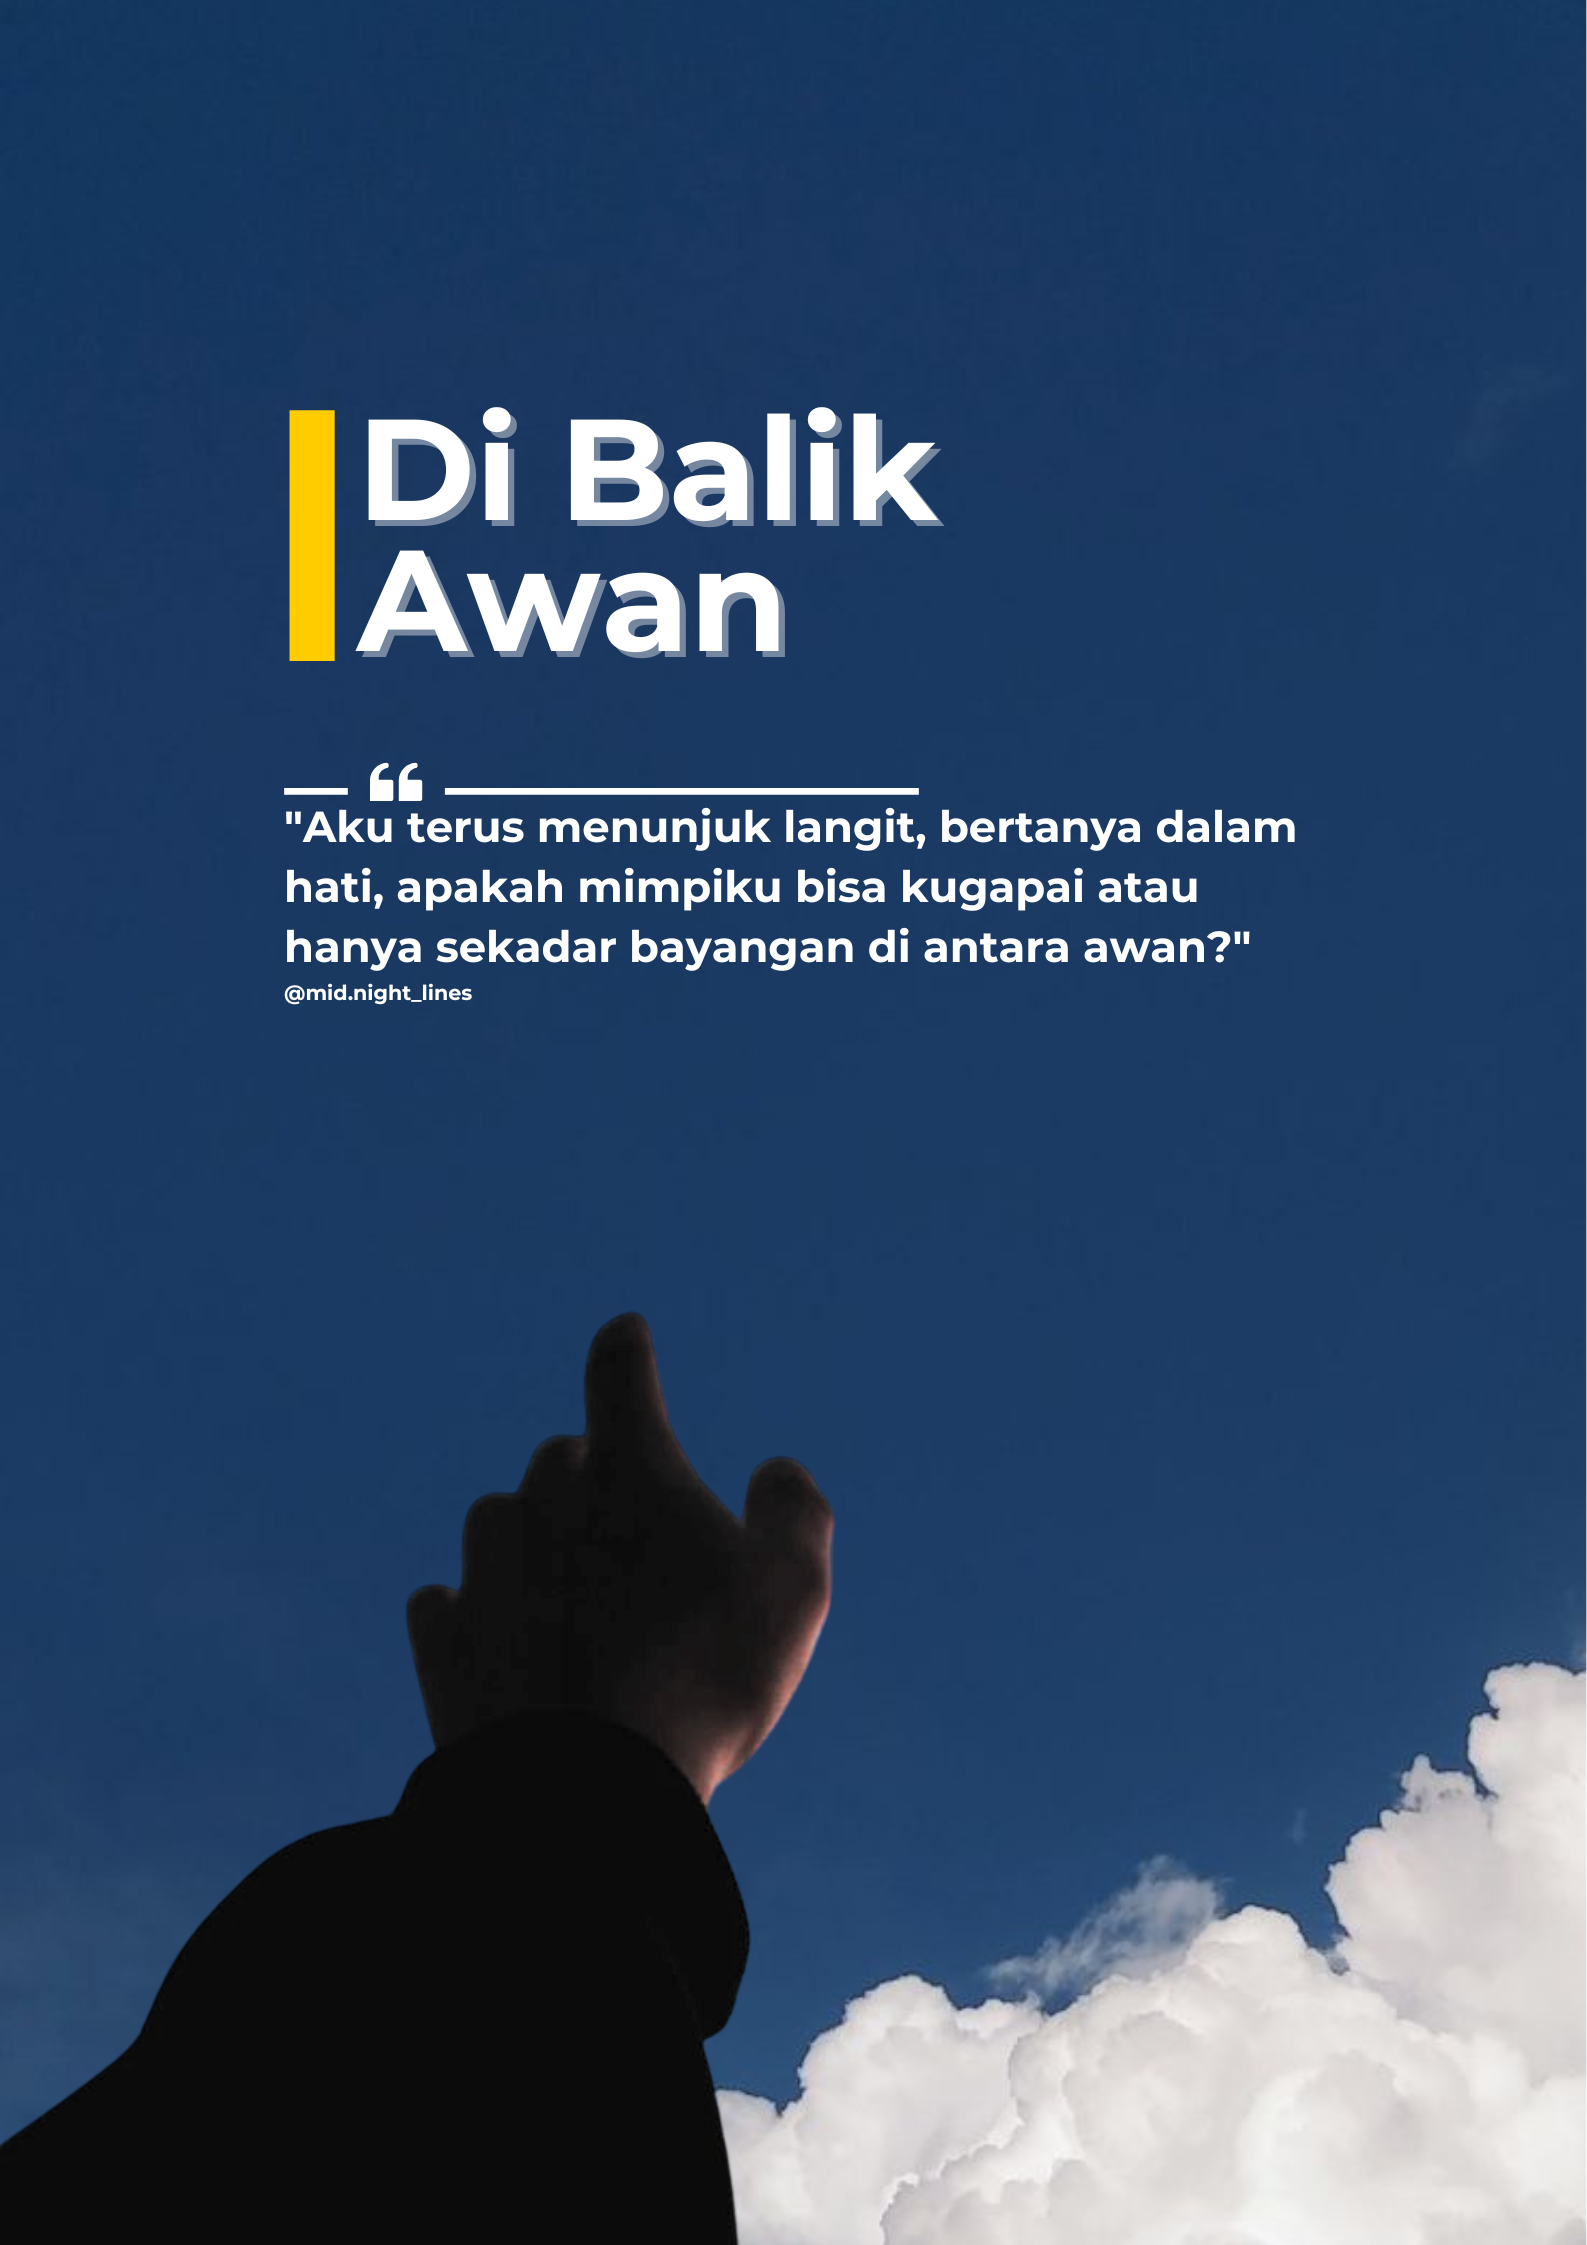 Di Balik
Awan
"Aku terus menunjuk langit, bertanya dalam
hati, apakah mimpiku bisa kugapai atau
hanya sekadar bayangan di antara awan?"
@mid.night_lines